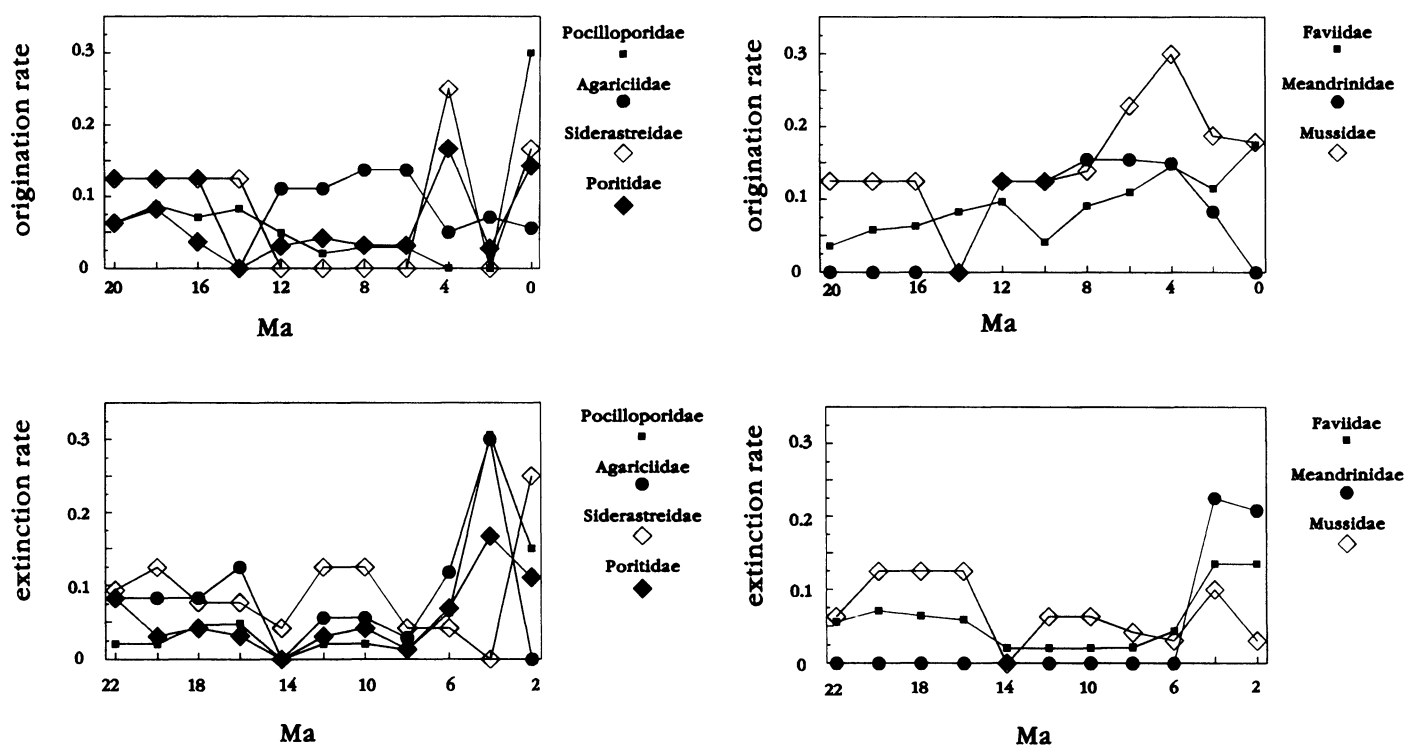 origination rate
0.3
0.2
0.1
0
20 16 12 8 4 0
Ma
Pocilloporidae
Agariciidae
Siderastreidae
Poritidae
origination rate
0.3
0.2
0.1
0
20 16 12 8 4 0
Ma
Faviidae
Meandrinidae
Mussidae
extinction rate
0.3
0.2
0.1
0
22 18 14 10 6 2
Ma
Pocilloporidae
Agariciidae
Siderastreidae
Poritidae
extinction rate
0.3
0.2
0.1
0
22 18 14 10 6 2
Ma
Faviidae
Meandrinidae
Mussidae